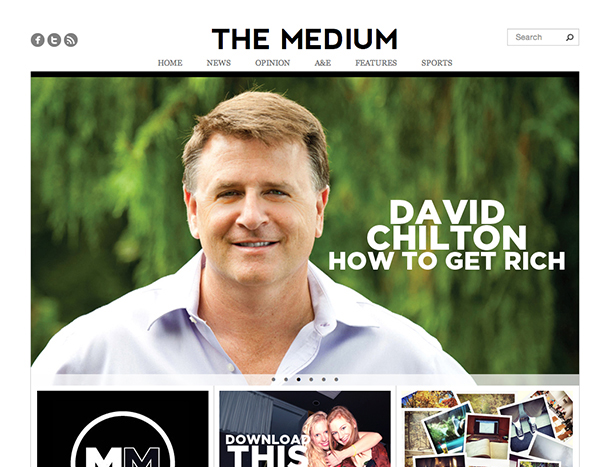 THE MEDIUM
Search
HOME NEWS OPINION A&E FEATURES SPORTS
DAVID
CHILTON
HOW TO GET RICH
MM
DOWNLOAD
THIS